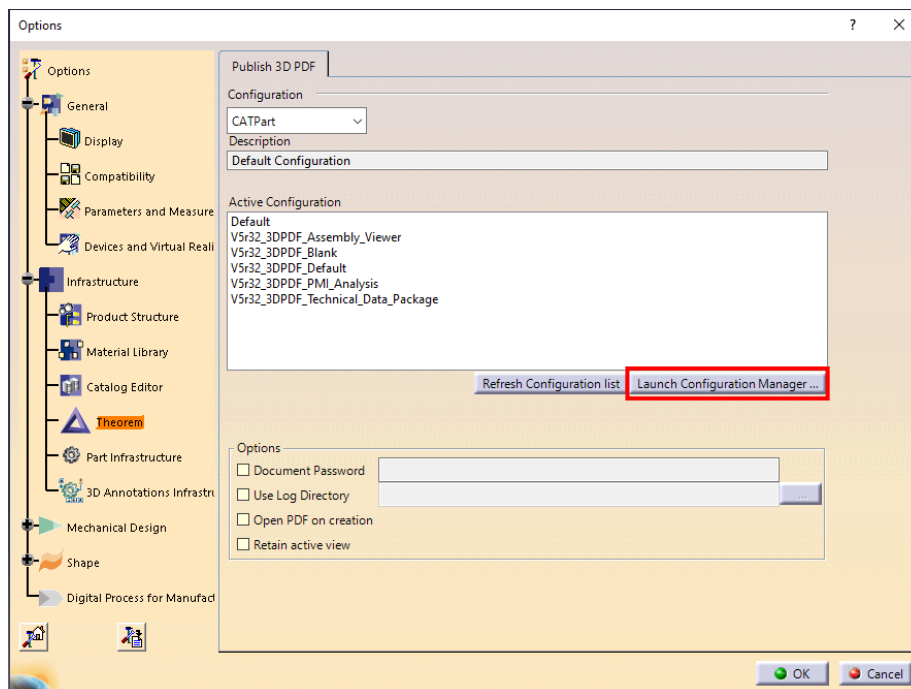 Options
?
Options
General
Display
Compatibility
Parameters and Measure
Devices and Virtual Reali
Infrastructure
Product Structure
Material Library
Catalog Editor
Theorem
Part Infrastructure
3D Annotations Infrastru
Mechanical Design
Shape
Digital Process for Manufact
Publish 3D PDF
Configuration
CATPart
Description
Default Configuration
Active Configuration
Default
V5r32_3DPDF_Assembly_Viewer
V5r32_3DPDF_Blank
V5r32_3DPDF_Default
V5r32_3DPDF_PMI_Analysis
V5r32_3DPDF_Technical_Data_Package
Refresh Configuration list
Launch Configuration Manager ...
Options
Document Password
Use Log Directory
...
Open PDF on creation
Retain active view
OK
Cancel